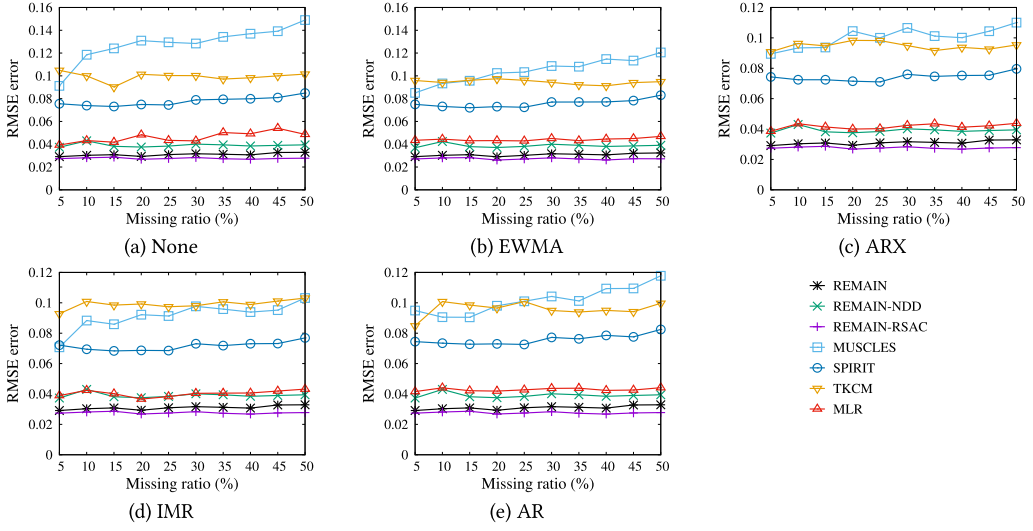 0.16
0.14
0.12
0.1
0.08
0.06
0.04
0.02
0
RMSE error
5 10 15 20 25 30 35 40 45 50
Missing ratio (%)
(a) None
0.16
0.14
0.12
0.1
0.08
0.06
0.04
0.02
0
RMSE error
5 10 15 20 25 30 35 40 45 50
Missing ratio (%)
(b) EWMA
0.12
0.1
0.08
0.06
0.04
0.02
0
RMSE error
5 10 15 20 25 30 35 40 45 50
Missing ratio (%)
(c) ARX
0.12
0.1
0.08
0.06
0.04
0.02
0
RMSE error
5 10 15 20 25 30 35 40 45 50
Missing ratio (%)
(d) IMR
0.12
0.1
0.08
0.06
0.04
0.02
0
RMSE error
5 10 15 20 25 30 35 40 45 50
Missing ratio (%)
(e) AR
REMAIN
REMAIN-NDD
REMAIN-RSAC
MUSCLES
SPIRIT
TKCM
MLR